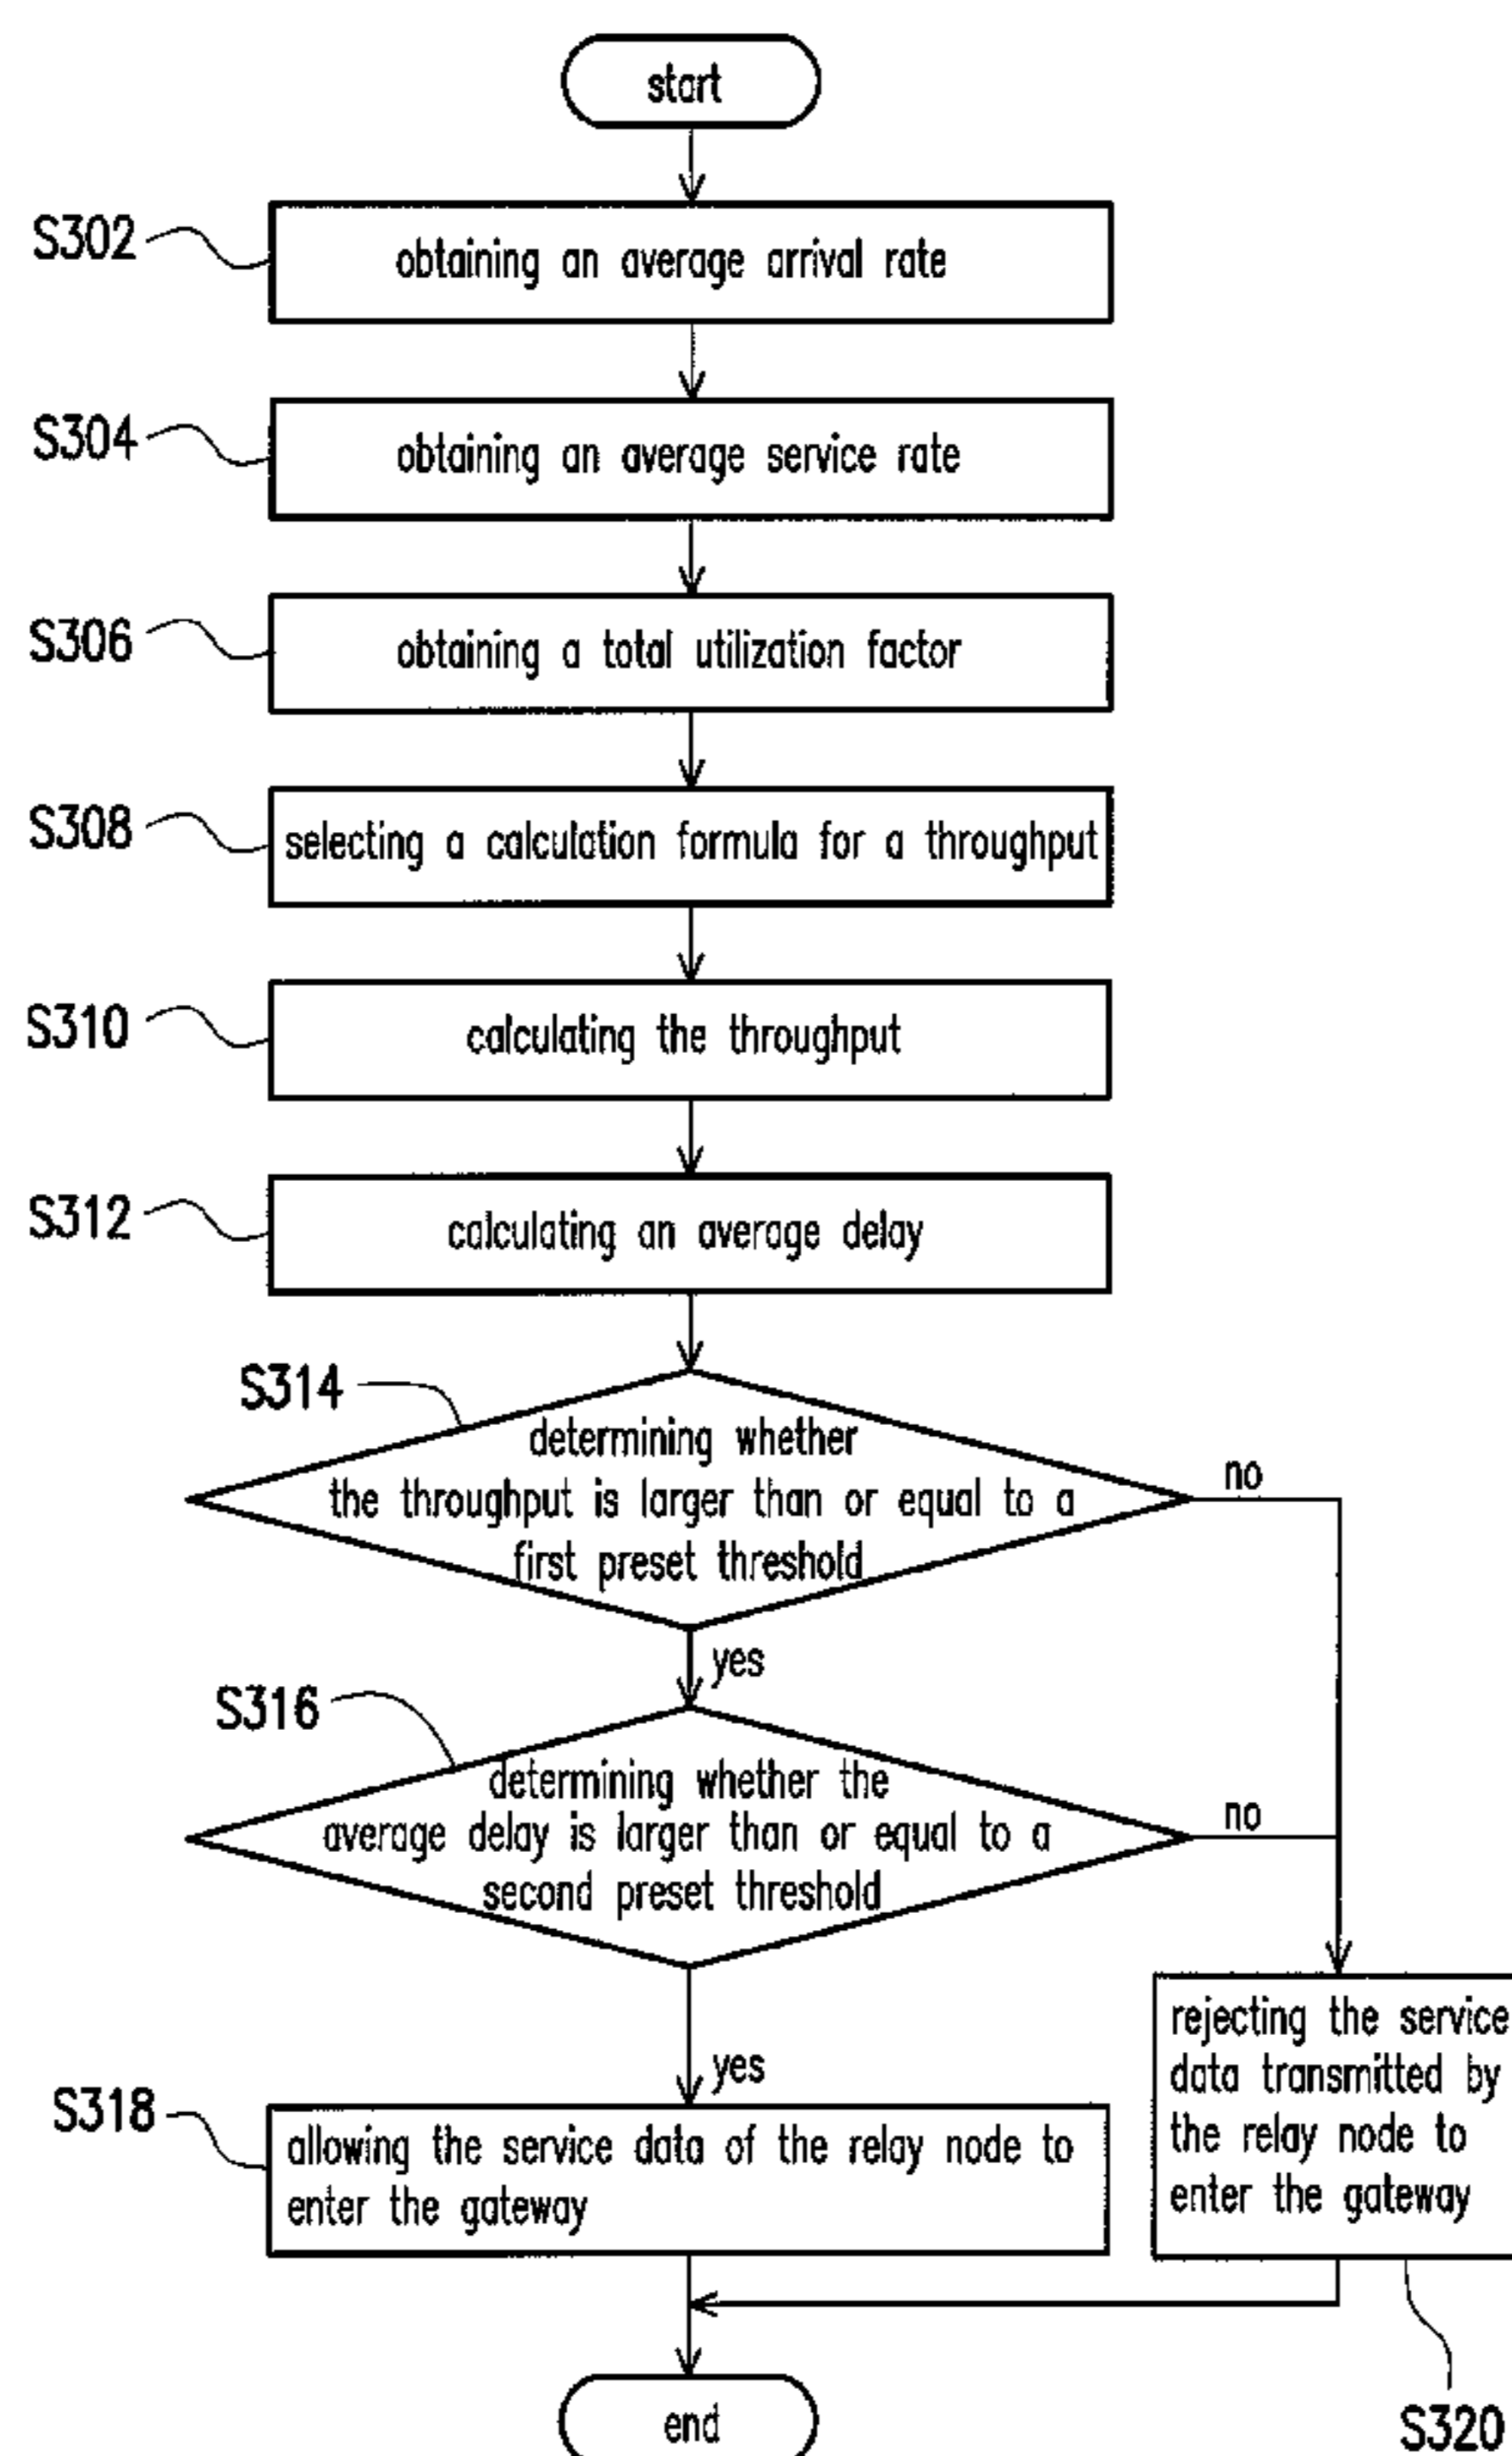 start
S302
obtaining an average arrival rate
S304
obtaining an average service rate
S306
obtaining a total utilization factor
S308
selecting a calculation formula for a throughput
S310
calculating the throughput
S312
calculating an average delay
S314
determining whether
the throughput is larger than or equal to a
first preset threshold
no
yes
S316
determining whether the
average delay is larger than or equal to a
second preset threshold
no
yes
S318
allowing the service data of the relay node to
enter the gateway
rejecting the service
data transmitted by
the relay node to
enter the gateway
S320
end